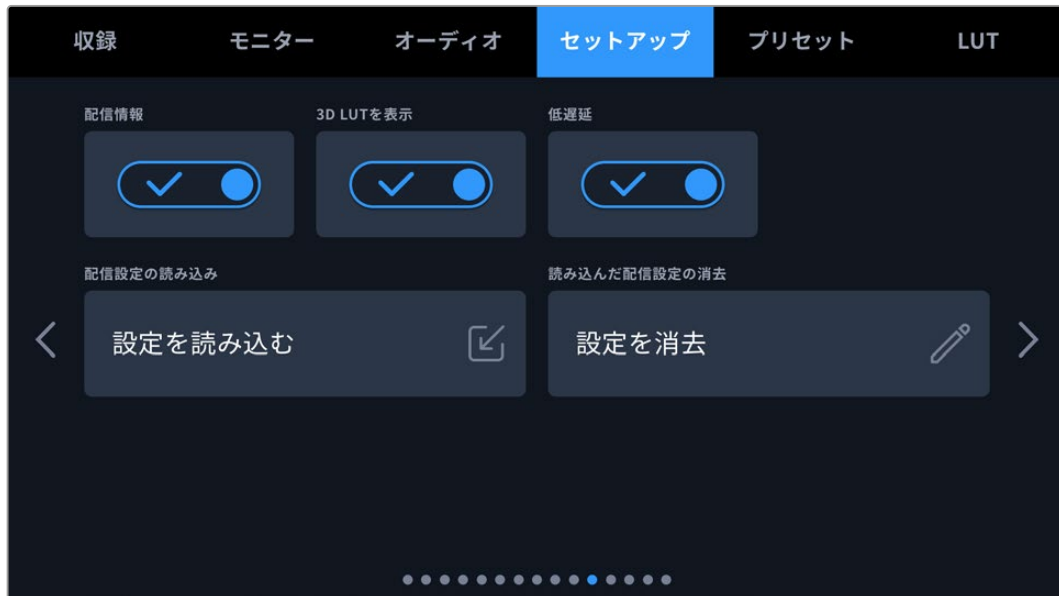 収録 モニター オーディオ セットアップ プリセット LUT
配信情報 3D LUTを表示 低遅延
配信設定の読み込み 読み込んだ配信設定の消去
設定を読み込む 設定を消去